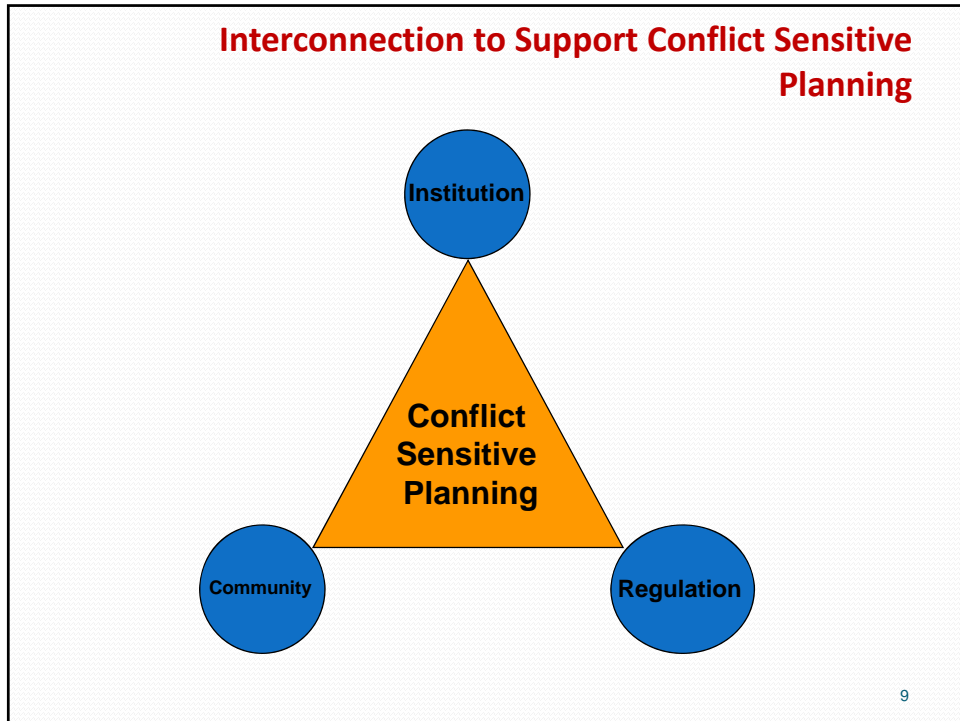 Interconnection to Support Conflict Sensitive
Planning
Institution
Conflict
Sensitive
Planning
Community
Regulation
9